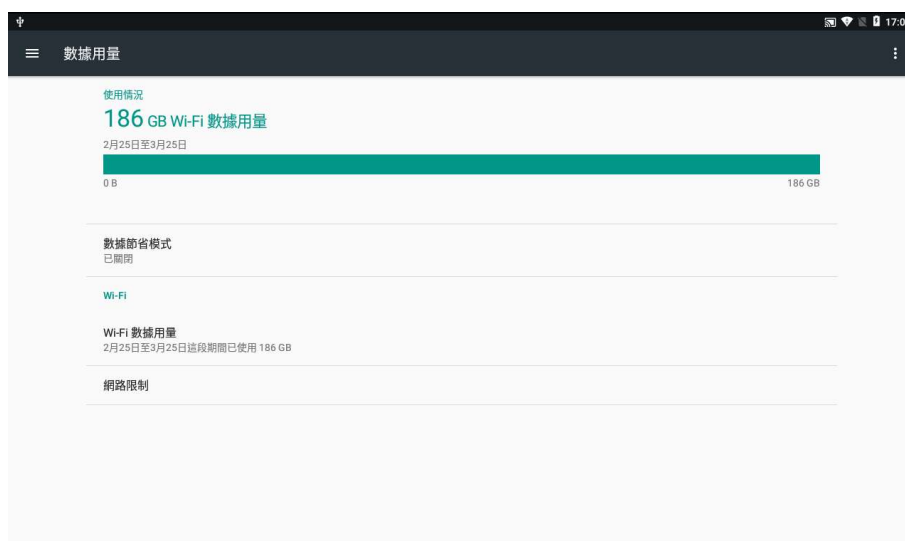 17:0
數據用量
使用情況
186 GB Wi-Fi 數據用量
2月25日至3月25日
0 B
186 GB
數據節省模式
已關閉
Wi-Fi
Wi-Fi 數據用量
2月25日至3月25日這段期間已使用 186 GB
網路限制